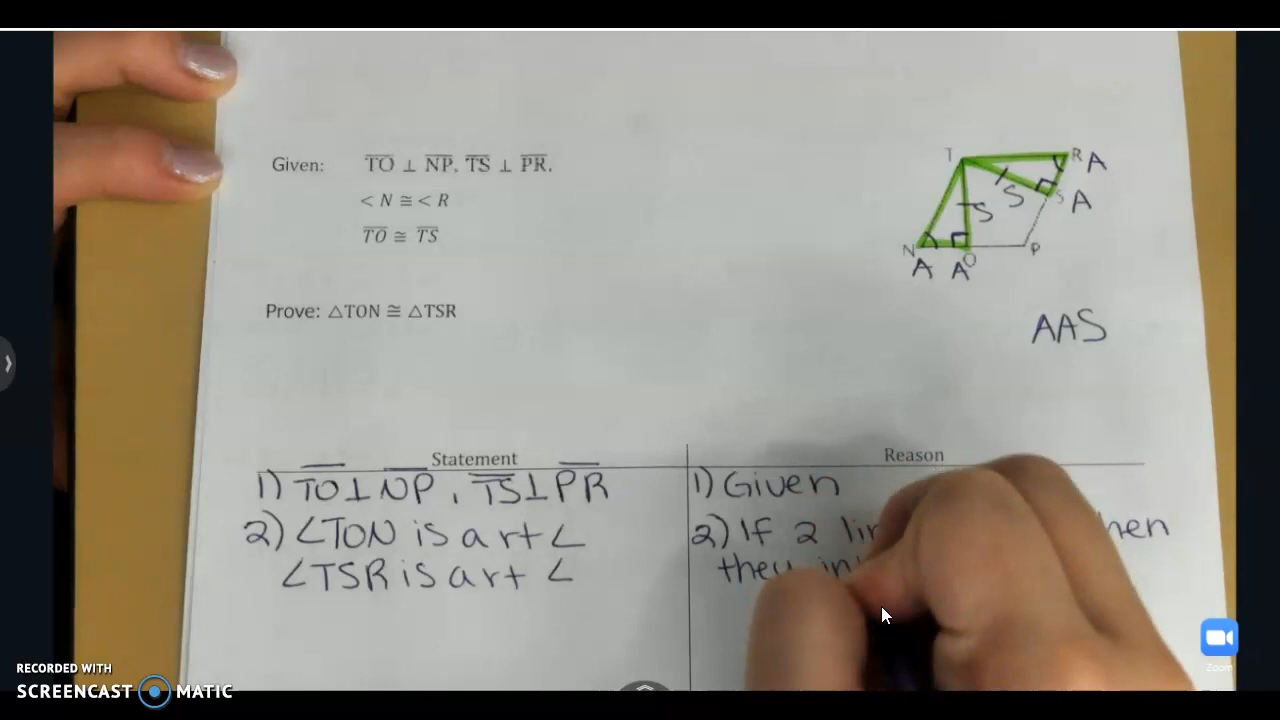 Given: TO ⊥ NP, TS ⊥ PR.
< N ≅ < R
TO ≅ TS
Prove: △TON ≅ △TSR
T
R A
S
S
S A
N
O
P
A A
AAS
Statement
Reason
1) TO ⊥ NP, TS ⊥ PR
1) Given
2) ∠TON is a rt ∠
2) If 2
∠TSR is a rt ∠
they
RECORDED WITH
SCREENCAST MATIC
Zoom